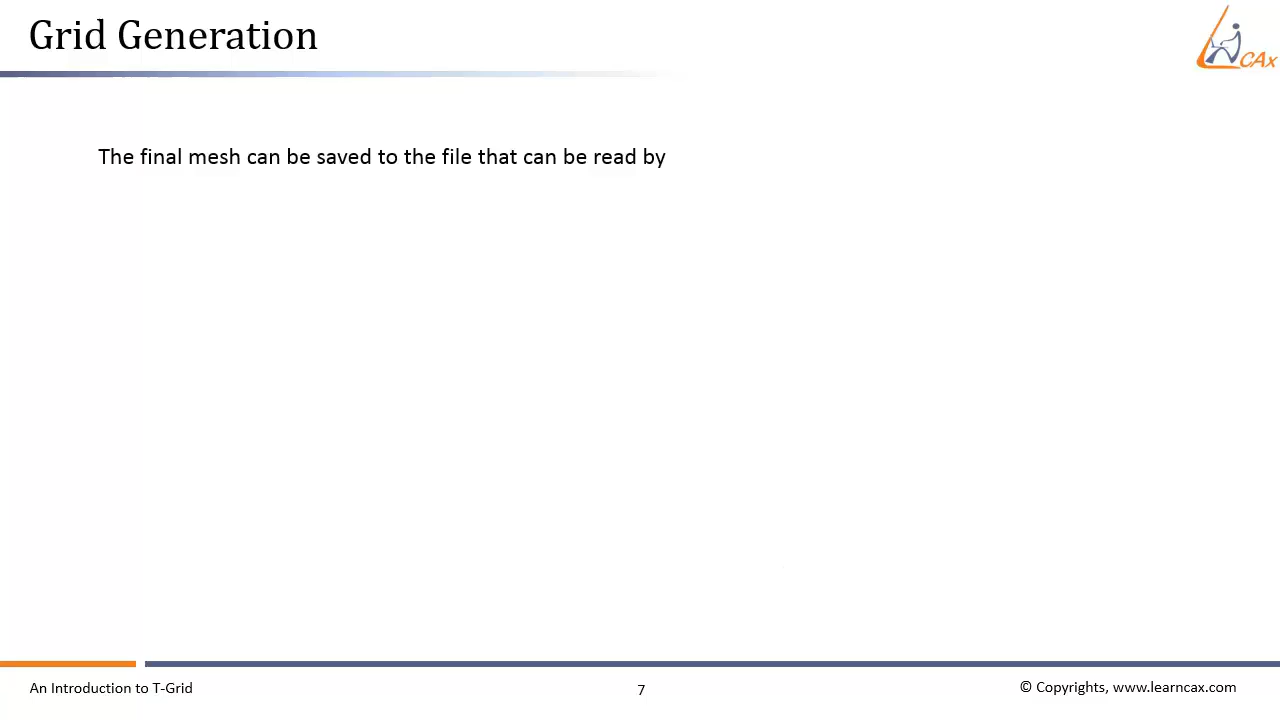 Grid Generation
CAx
The final mesh can be saved to the file that can be read by
An Introduction to T-Grid
7
© Copyrights, www.learncax.com